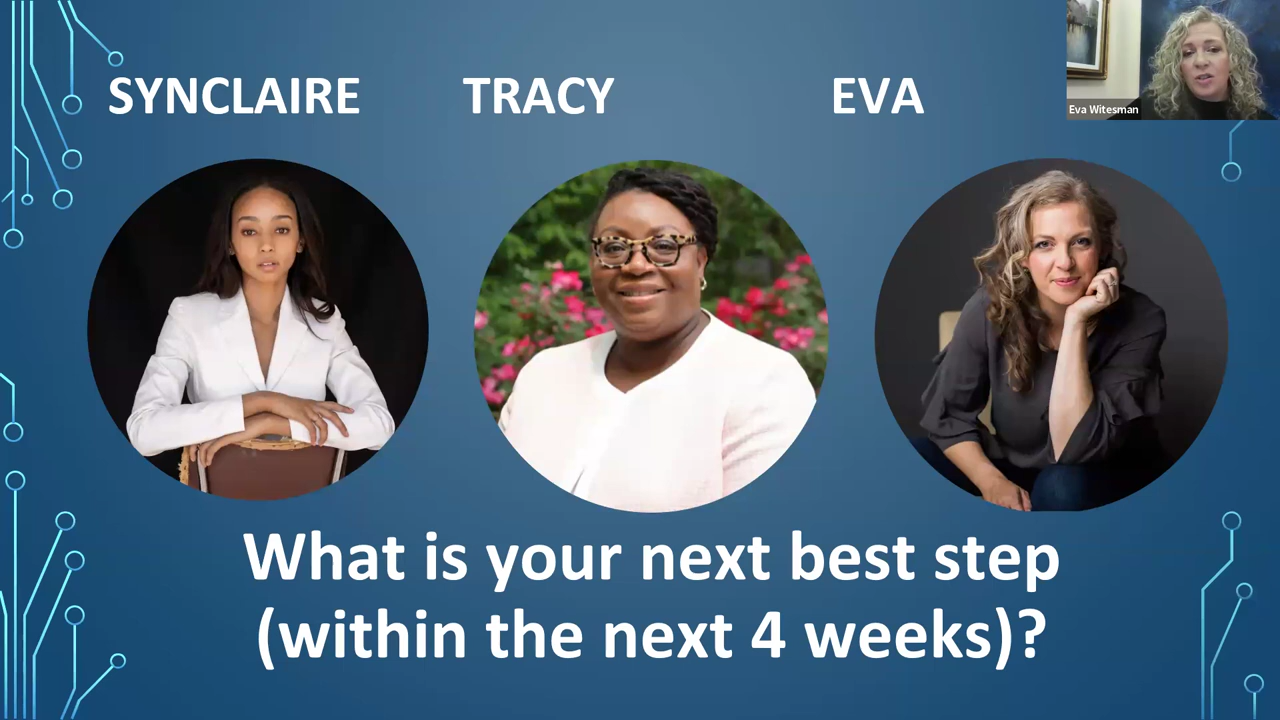 SYNCLAIRE TRACY EVA
Eva Witesman
What is your next best step
(within the next 4 weeks)?